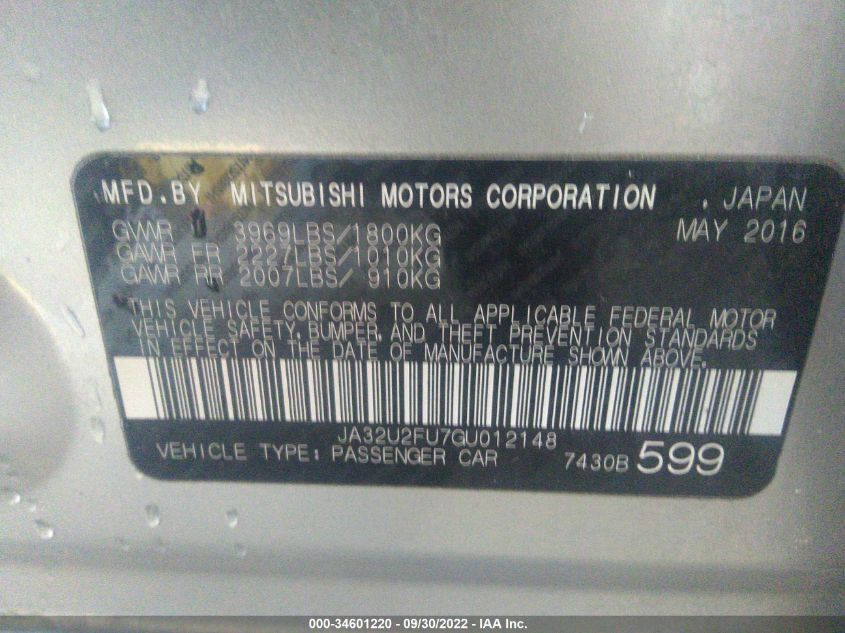 MFD.BY MITSUBISHI MOTORS CORPORATION , JAPAN
GVWR 3969LBS/1800KG MAY 2016
GAWR FR 2227LBS/1010KG
GAWR RR 2007LBS/ 910KG
THIS VEHICLE CONFORMS TO ALL APPLICABLE FEDERAL MOTOR
VEHICLE SAFETY, BUMPER, AND THEFT PREVENTION STANDARDS
IN EFFECT ON THE DATE OF MANUFACTURE SHOWN ABOVE.
JA32U2FU7GU012148
VEHICLE TYPE: PASSENGER CAR 7430B 599
000-34601220 - 09/30/2022 - IAA Inc.